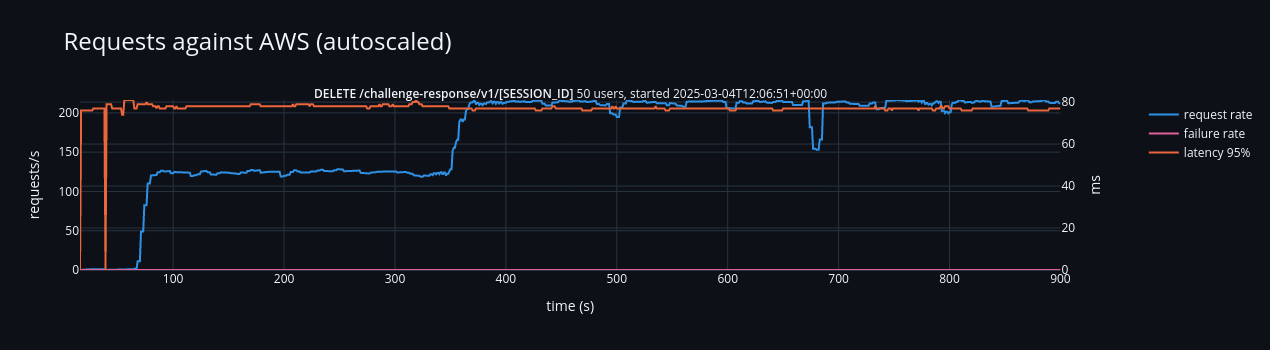 Requests against AWS (autoscaled)
DELETE /challenge-response/v1/[SESSION_ID] 50 users, started 2025-03-04T12:06:51+00:00
200
150
100
50
0
requests/s
80
60
40
20
0
ms
100 200 300 400 500 600 700 800 900
time (s)
request rate
failure rate
latency 95%